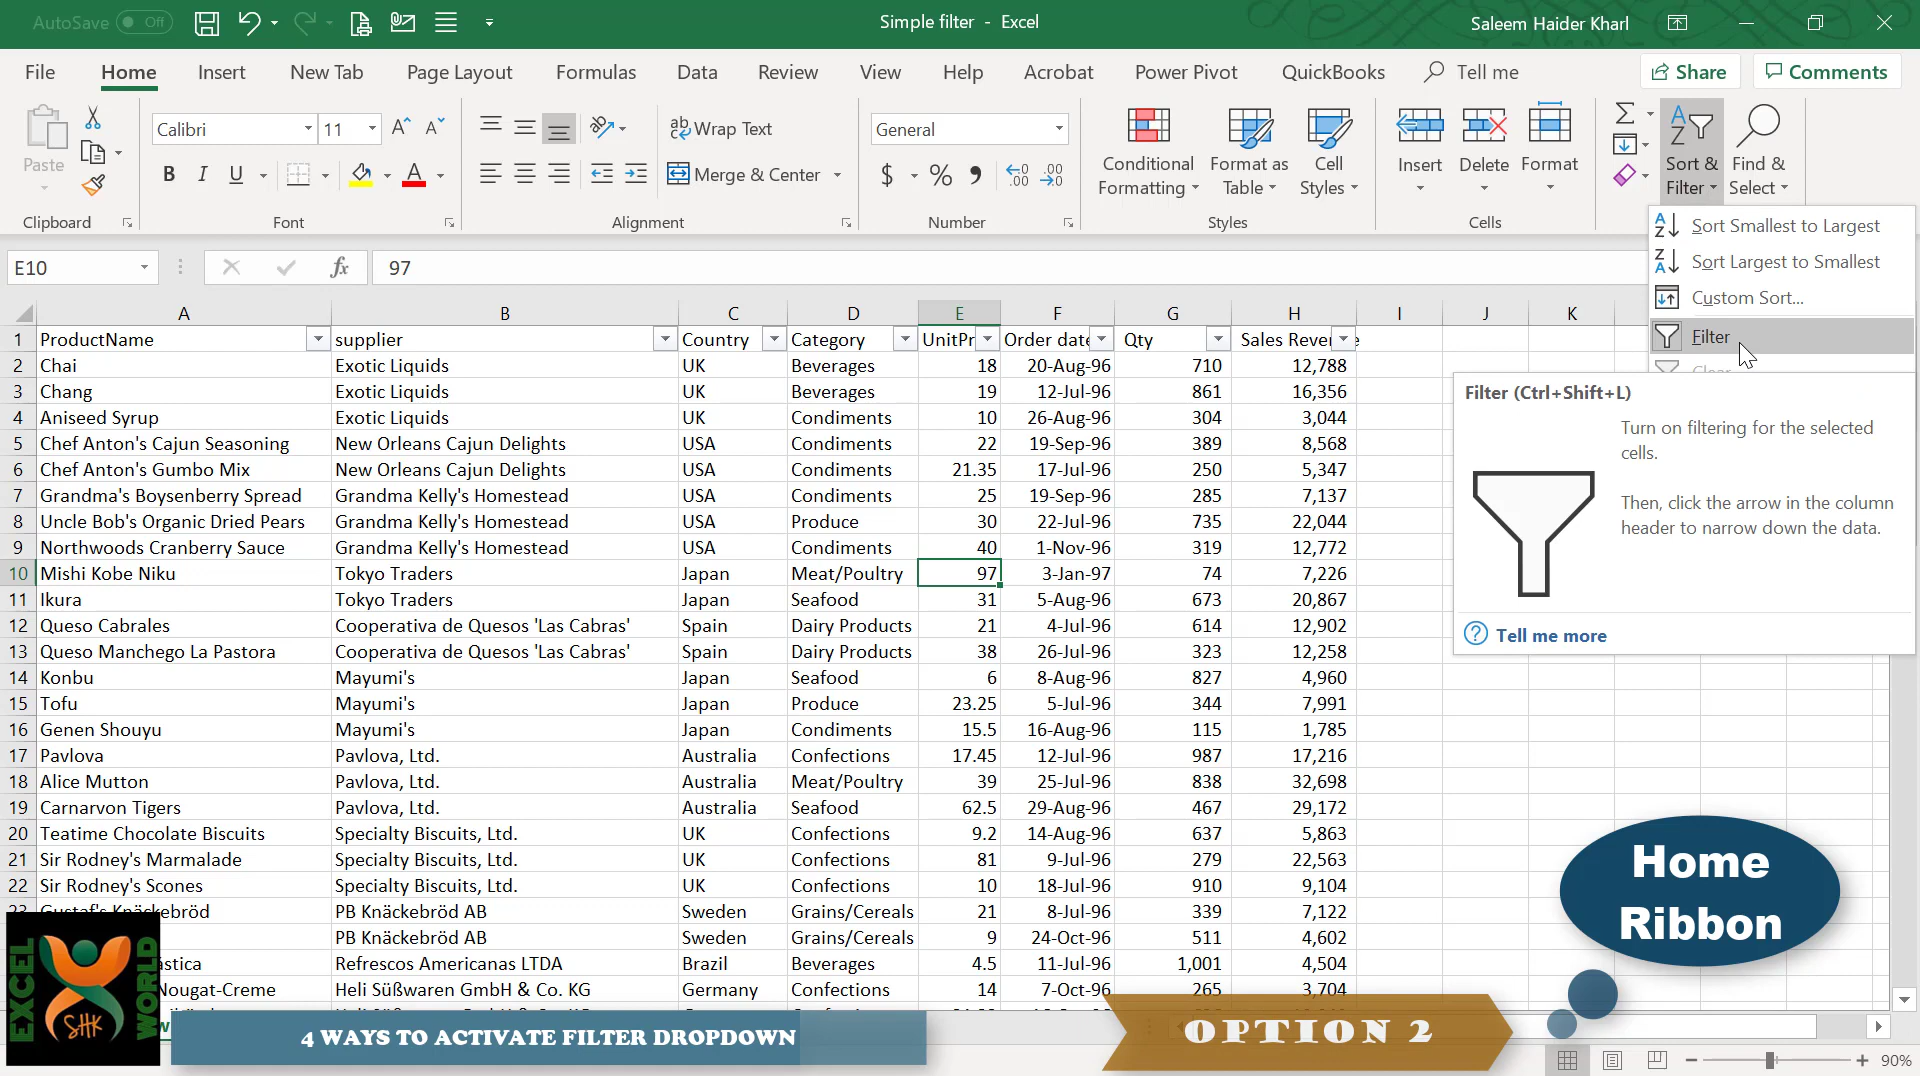 AutoSave Off
Simple filter - Excel
Saleem Haider Kharl
File Home Insert New Tab Page Layout Formulas Data Review View Help Acrobat Power Pivot QuickBooks Tell me Share Comments
Paste
Clipboard
Calibri 11
B I U
Font
Wrap Text
Merge & Center
Alignment
General
$ % ,
Number
Conditional Formatting
Format as Table
Cell Styles
Styles
Insert
Delete
Format
Cells
Sort & Filter
Find & Select
Sort Smallest to Largest
Sort Largest to Smallest
Custom Sort...
Filter
Filter (Ctrl+Shift+L)
Turn on filtering for the selected
cells.
Then, click the arrow in the column
header to narrow down the data.
Tell me more
E10 fx 97
A B C D E F G H I J K
1 ProductName supplier Country Category UnitPr Order date Qty Sales Reve e
2 Chai Exotic Liquids UK Beverages 18 20-Aug-96 710 12,788
3 Chang Exotic Liquids UK Beverages 19 12-Jul-96 861 16,356
4 Aniseed Syrup Exotic Liquids UK Condiments 10 26-Aug-96 304 3,044
5 Chef Anton's Cajun Seasoning New Orleans Cajun Delights USA Condiments 22 19-Sep-96 389 8,568
6 Chef Anton's Gumbo Mix New Orleans Cajun Delights USA Condiments 21.35 17-Jul-96 250 5,347
7 Grandma's Boysenberry Spread Grandma Kelly's Homestead USA Condiments 25 19-Sep-96 285 7,137
8 Uncle Bob's Organic Dried Pears Grandma Kelly's Homestead USA Produce 30 22-Jul-96 735 22,044
9 Northwoods Cranberry Sauce Grandma Kelly's Homestead USA Condiments 40 1-Nov-96 319 12,772
10 Mishi Kobe Niku Tokyo Traders Japan Meat/Poultry 97 3-Jan-97 74 7,226
11 Ikura Tokyo Traders Japan Seafood 31 5-Aug-96 673 20,867
12 Queso Cabrales Cooperativa de Quesos 'Las Cabras' Spain Dairy Products 21 4-Jul-96 614 12,902
13 Queso Manchego La Pastora Cooperativa de Quesos 'Las Cabras' Spain Dairy Products 38 26-Jul-96 323 12,258
14 Konbu Mayumi's Japan Seafood 6 8-Aug-96 827 4,960
15 Tofu Mayumi's Japan Produce 23.25 5-Jul-96 344 7,991
16 Genen Shouyu Mayumi's Japan Condiments 15.5 16-Aug-96 115 1,785
17 Pavlova Pavlova, Ltd. Australia Confections 17.45 12-Jul-96 987 17,216
18 Alice Mutton Pavlova, Ltd. Australia Meat/Poultry 39 25-Jul-96 838 32,698
19 Carnarvon Tigers Pavlova, Ltd. Australia Seafood 62.5 29-Aug-96 467 29,172
20 Teatime Chocolate Biscuits Specialty Biscuits, Ltd. UK Confections 9.2 14-Aug-96 637 5,863
21 Sir Rodney's Marmalade Specialty Biscuits, Ltd. UK Confections 81 9-Jul-96 279 22,563
22 Sir Rodney's Scones Specialty Biscuits, Ltd. UK Confections 10 18-Jul-96 910 9,104
23 Gustaf's Knäckebröd PB Knäckebröd AB Sweden Grains/Cereals 21 8-Jul-96 339 7,122
PB Knäckebröd AB Sweden Grains/Cereals 9 24-Oct-96 511 4,602
ástica Refrescos Americanas LTDA Brazil Beverages 4.5 11-Jul-96 1,001 4,504
Nougat-Creme Heli Süßwaren GmbH & Co. KG Germany Confections 14 7-Oct-96 265 3,704
Home
Ribbon
EXCEL
WORLD
SHK
4 WAYS TO ACTIVATE FILTER DROPDOWN
OPTION 2
90%